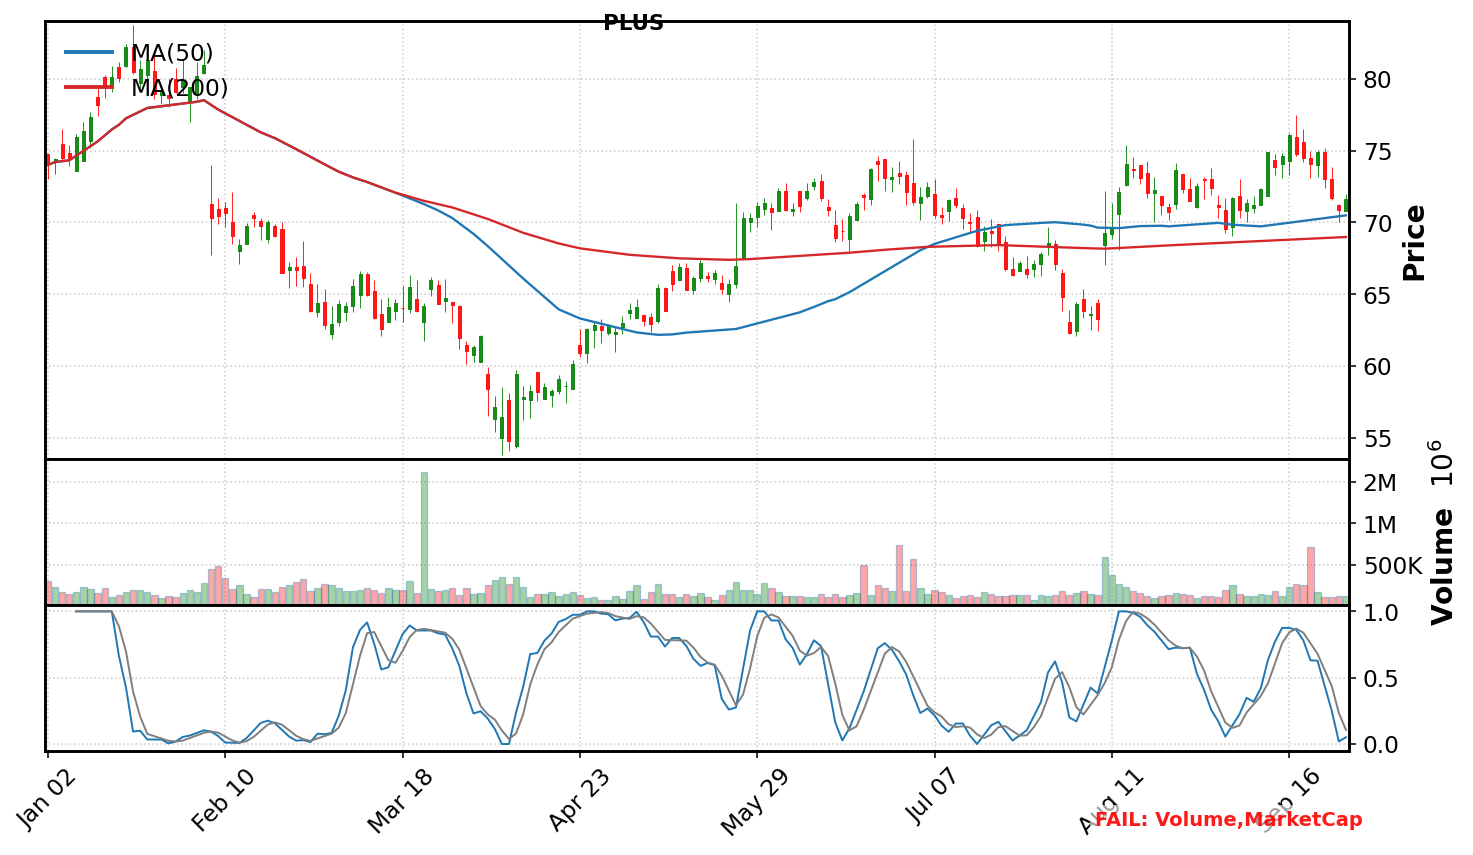 PLUS
MA(50)
MA(200)
80
75
70
65
60
55
Price
2M
1M
500K
Volume 10⁶
1.0
0.5
0.0
Jan 02
Feb 10
Mar 18
Apr 23
May 29
Jul 07
Aug 11
Sep 16
FAIL: Volume,MarketCap